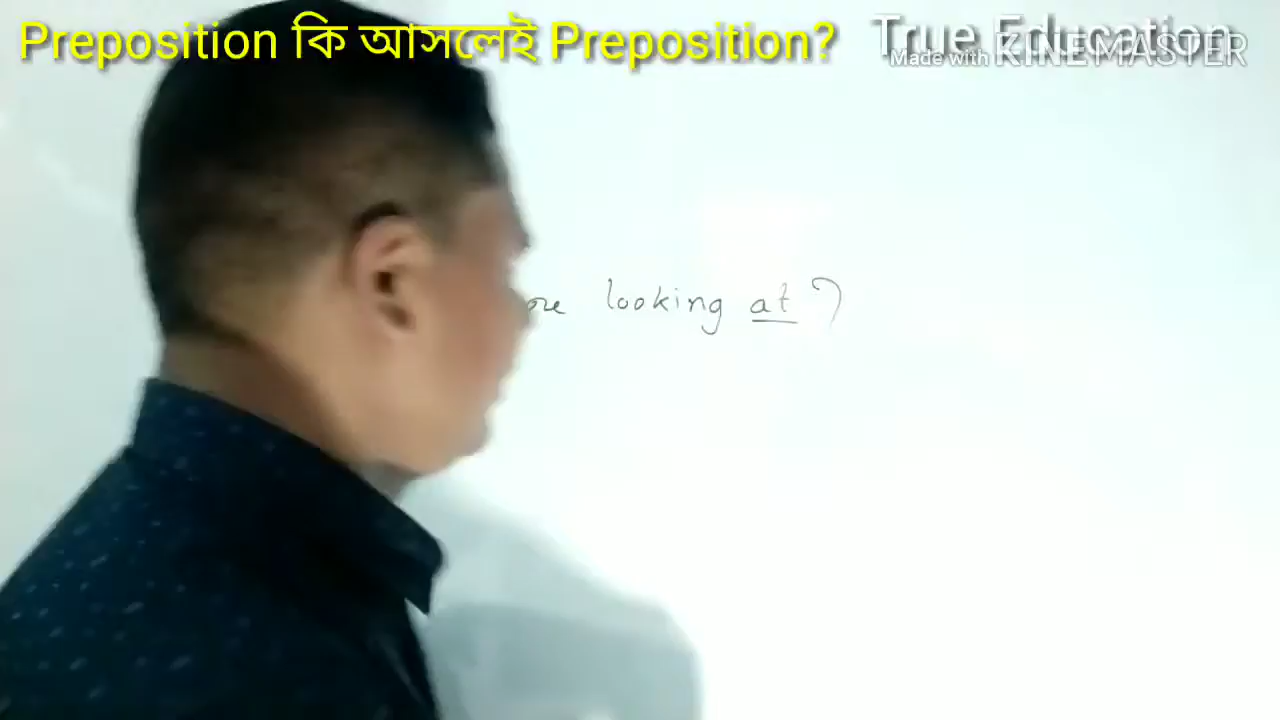 Preposition কি আসলেই Preposition? True Education
Made with KINEMASTER
looking at ?